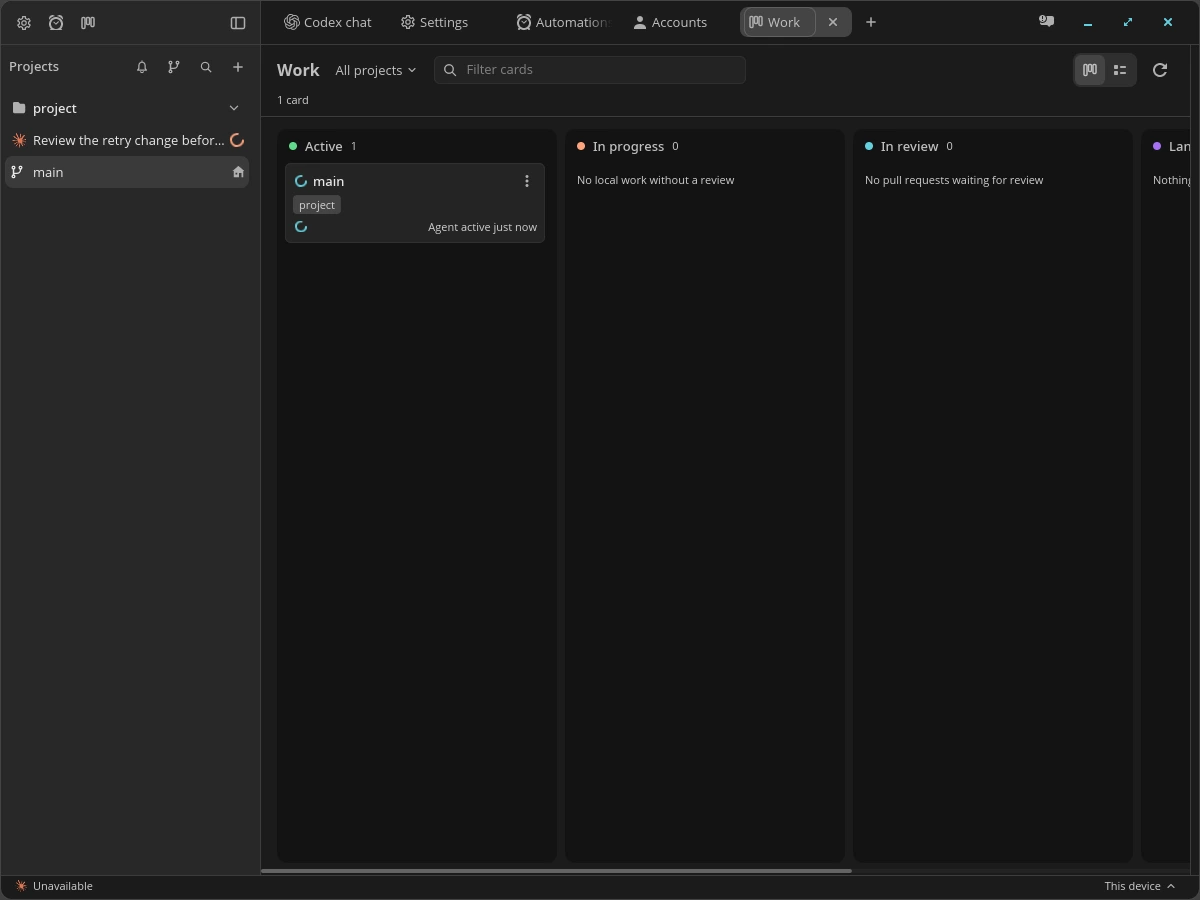 Codex chat
Settings
Automation
Accounts
Work
Projects
project
Review the retry change befor...
main
Work
All projects
Filter cards
1 card
Active 1
main
project
Agent active just now
In progress 0
No local work without a review
In review 0
No pull requests waiting for review
Lan
Nothing
Unavailable
This device